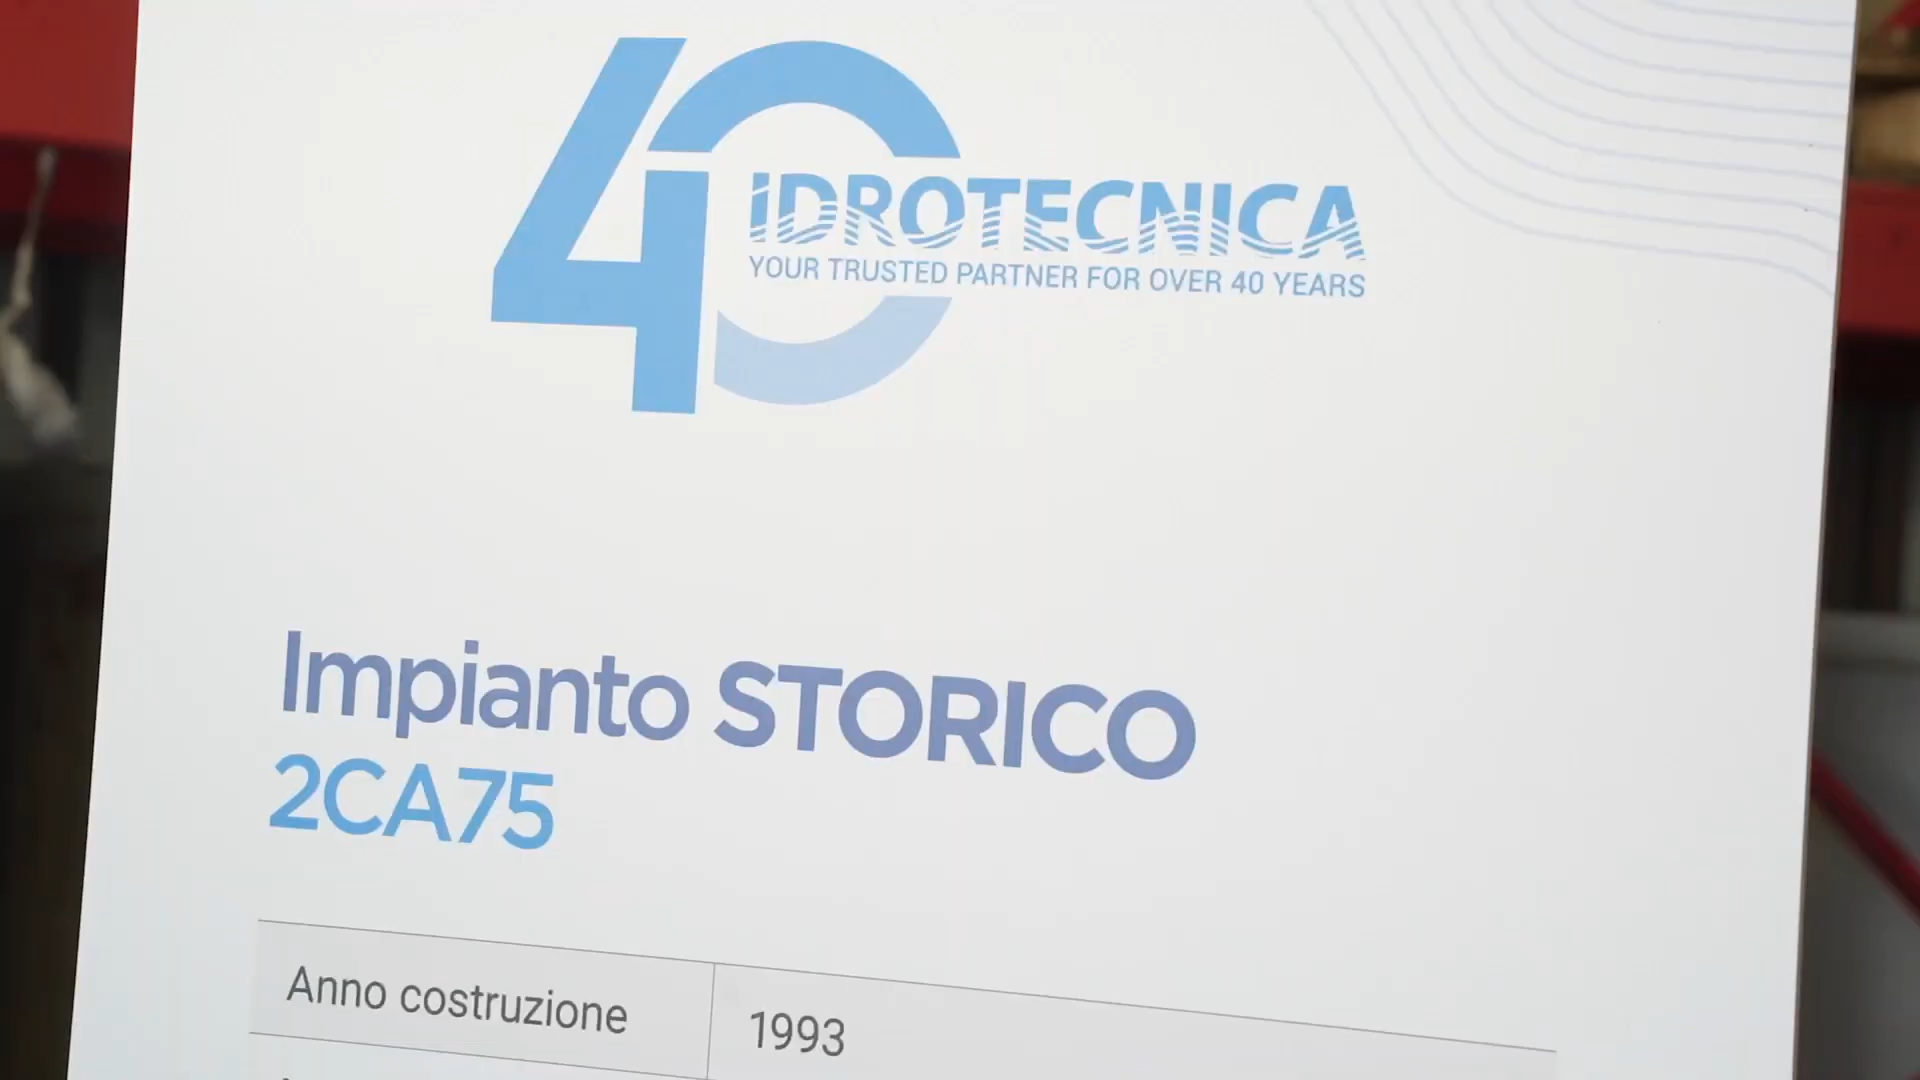 40
IDROTECNICA
YOUR TRUSTED PARTNER FOR OVER 40 YEARS
Impianto STORICO
2CA75
Anno costruzione 1993